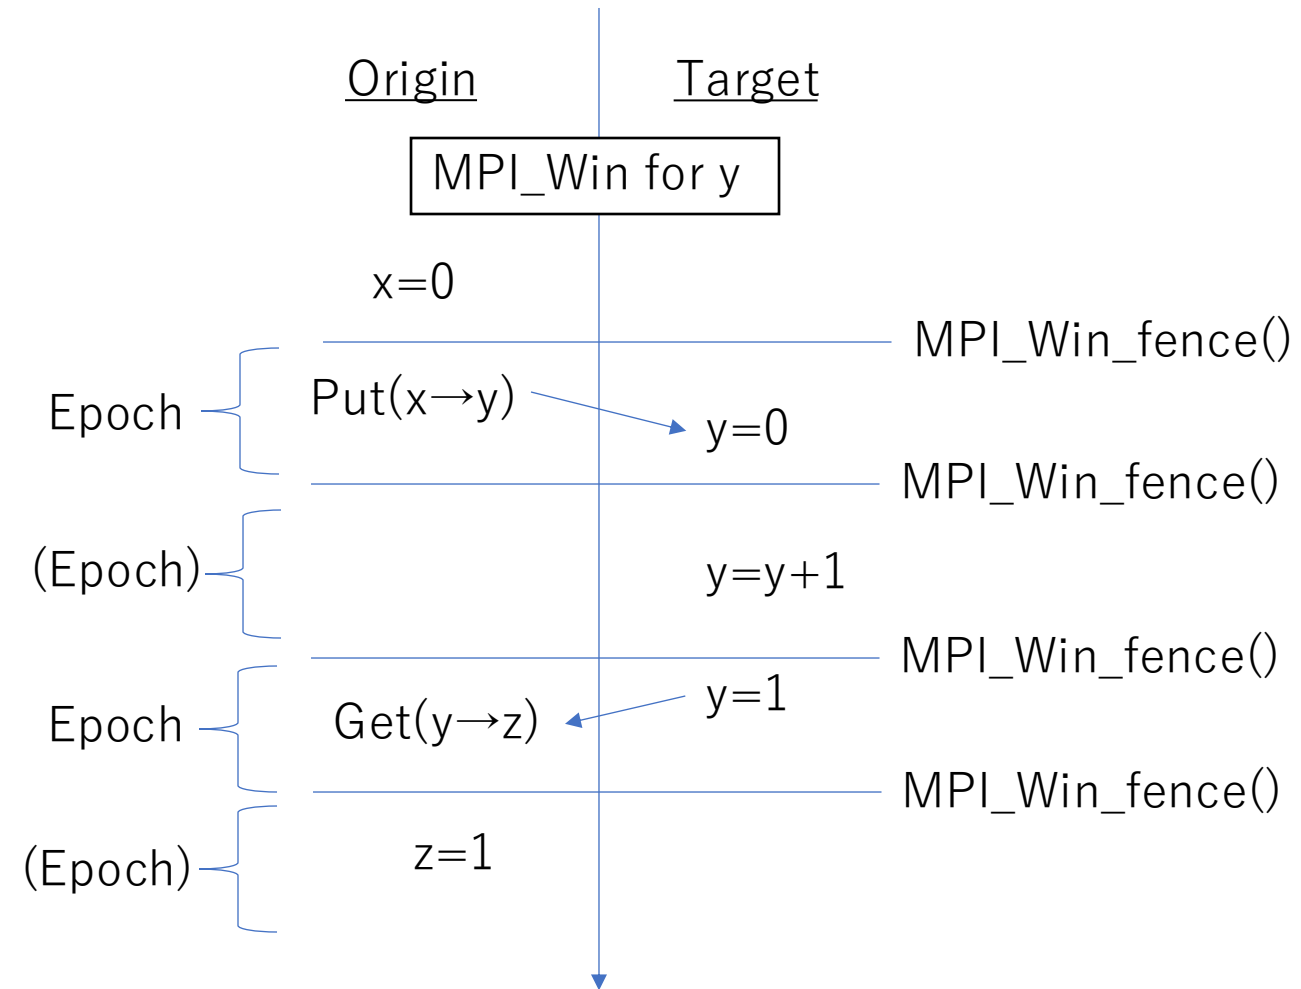 Origin
Target
MPI_Win for y
x=0
MPI_Win_fence()
Epoch
Put(x→y)
y=0
MPI_Win_fence()
(Epoch)
y=y+1
MPI_Win_fence()
Epoch
Get(y→z)
y=1
MPI_Win_fence()
(Epoch)
z=1